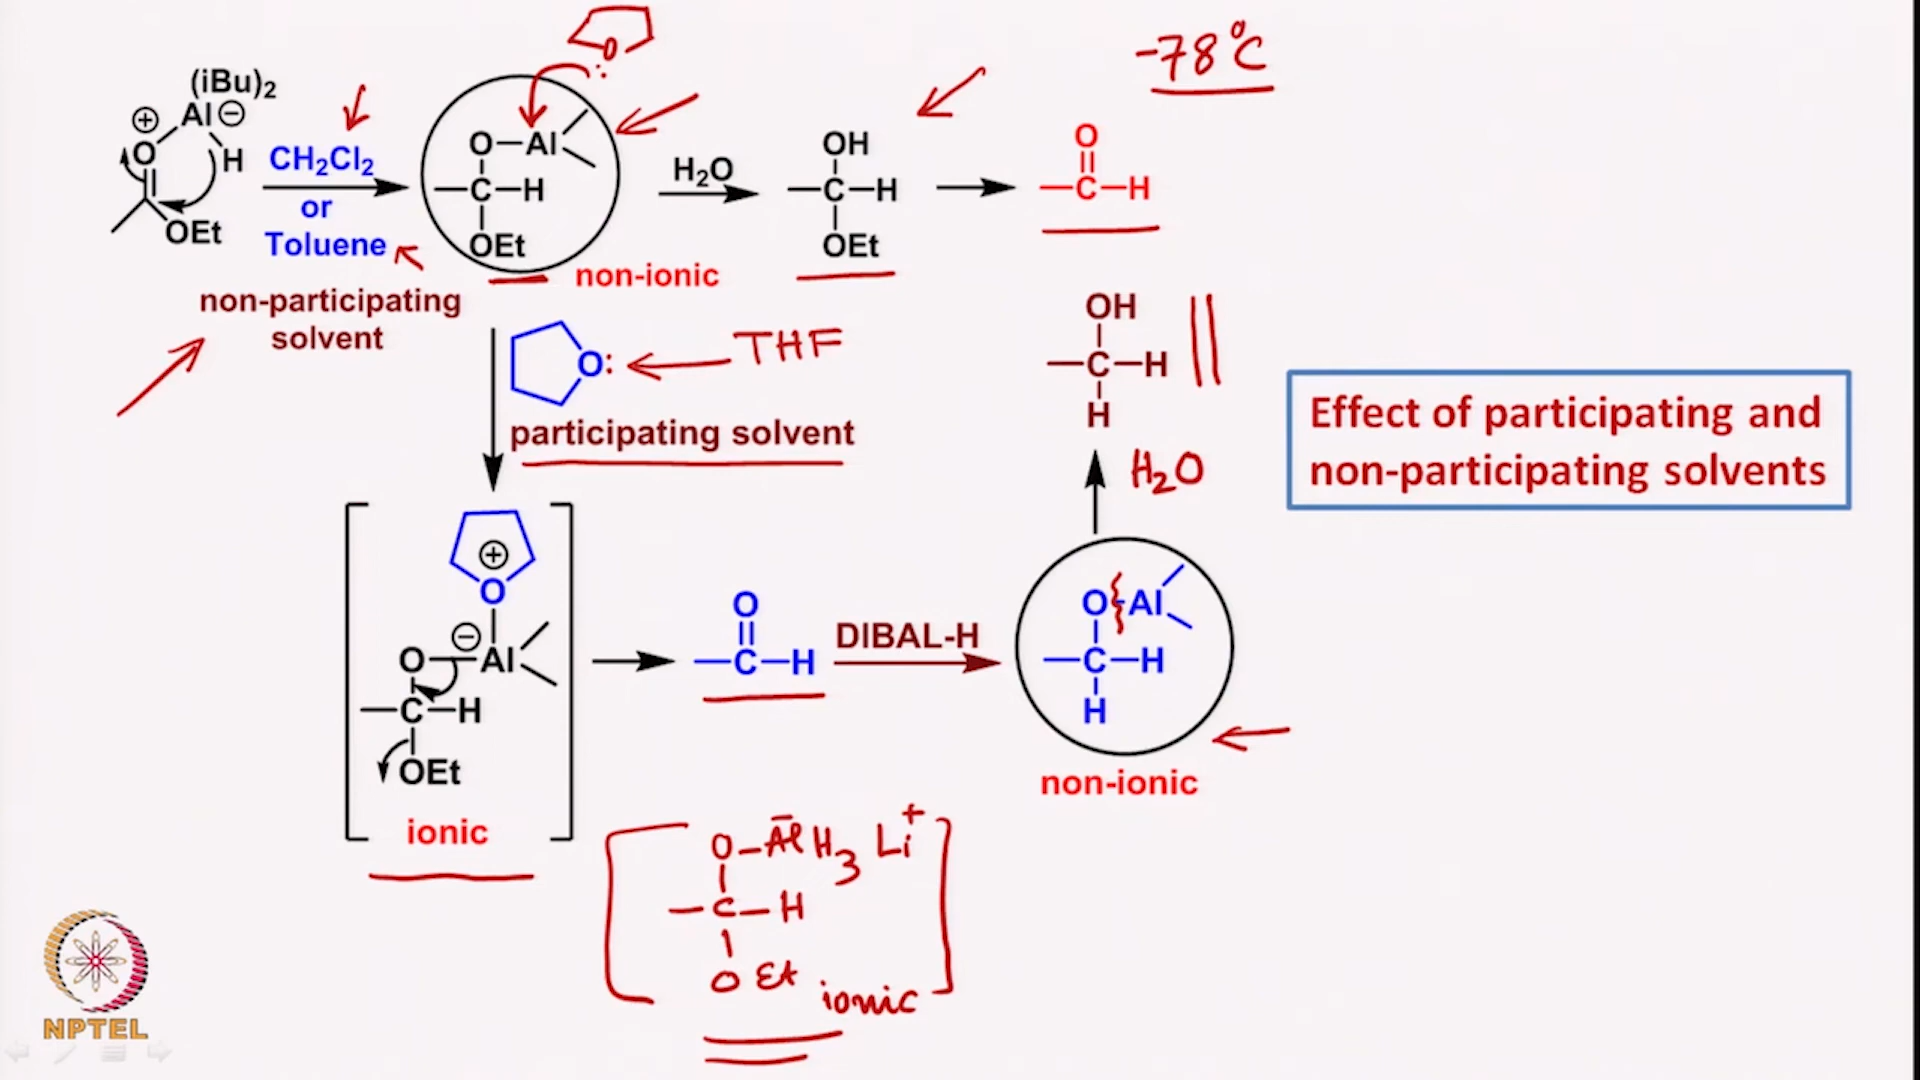 -78°C
O
(iBu)₂
⊕ Al ⊖
O H
OEt
CH₂Cl₂
or
Toluene
non-participating
solvent
O–Al
–C–H
OEt
non-ionic
H₂O
OH
–C–H
OEt
O
–C–H
O: THF
participating solvent
⊕
O
⊖
O–Al
–C–H
OEt
ionic
O
–C–H
DIBAL-H
O-Al
–C–H
H
non-ionic
H₂O
OH
–C–H
H
Effect of participating and
non-participating solvents
O–AlH₃ Li⁺
–C–H
OEt
ionic
NPTEL